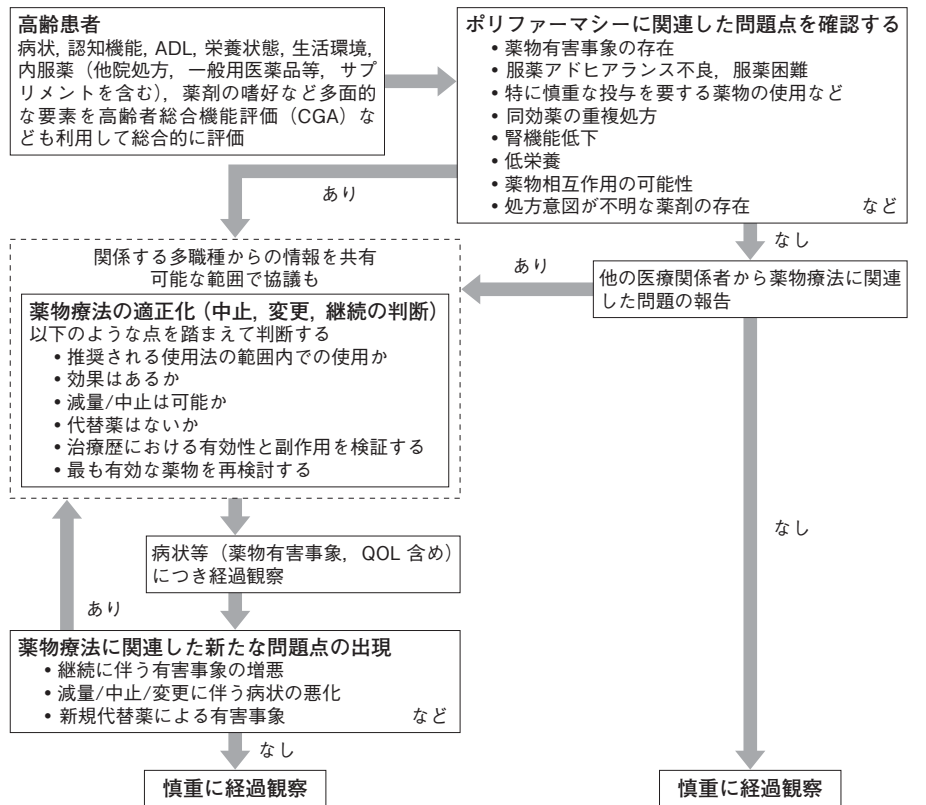 高齢患者
病状，認知機能，ADL，栄養状態，生活環境，
内服薬（他院処方，一般用医薬品等，サプ
リメントを含む），薬剤の嗜好など多面的
な要素を高齢者総合機能評価（CGA）な
ども利用して総合的に評価
ポリファーマシーに関連した問題点を確認する
• 薬物有害事象の存在
• 服薬アドヒアランス不良，服薬困難
• 特に慎重な投与を要する薬物の使用など
• 同効薬の重複処方
• 腎機能低下
• 低栄養
• 薬物相互作用の可能性
• 処方意図が不明な薬剤の存在 など
あり
なし
関係する多職種からの情報を共有
可能な範囲で協議も
あり
他の医療関係者から薬物療法に関連
した問題の報告
薬物療法の適正化（中止，変更，継続の判断）
以下のような点を踏まえて判断する
• 推奨される使用法の範囲内での使用か
• 効果はあるか
• 減量/中止は可能か
• 代替薬はないか
• 治療歴における有効性と副作用を検証する
• 最も有効な薬物を再検討する
なし
病状等（薬物有害事象，QOL 含め）
につき経過観察
あり
薬物療法に関連した新たな問題点の出現
• 継続に伴う有害事象の増悪
• 減量/中止/変更に伴う病状の悪化
• 新規代替薬による有害事象 など
なし
慎重に経過観察
慎重に経過観察